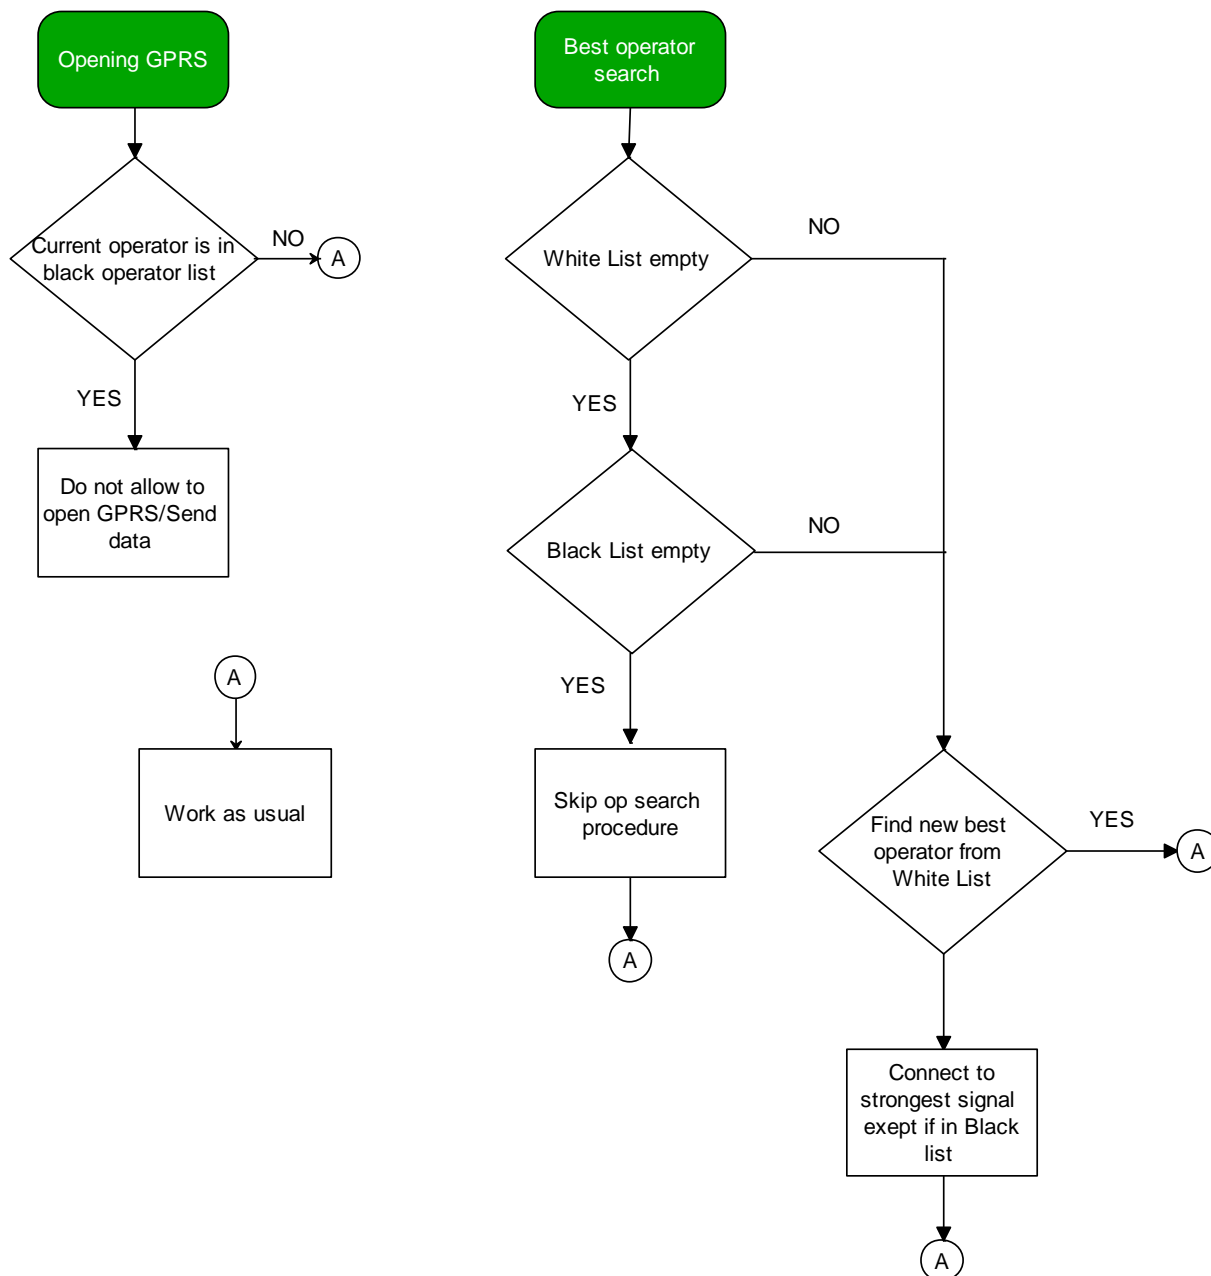 Opening GPRS
Current operator is in
black operator list
NO
A
YES
Do not allow to
open GPRS/Send
data
A
Work as usual
Best operator
search
White List empty
NO
YES
Black List empty
NO
YES
Skip op search
procedure
A
Find new best
operator from
White List
YES
A
Connect to
strongest signal
exept if in Black
list
A